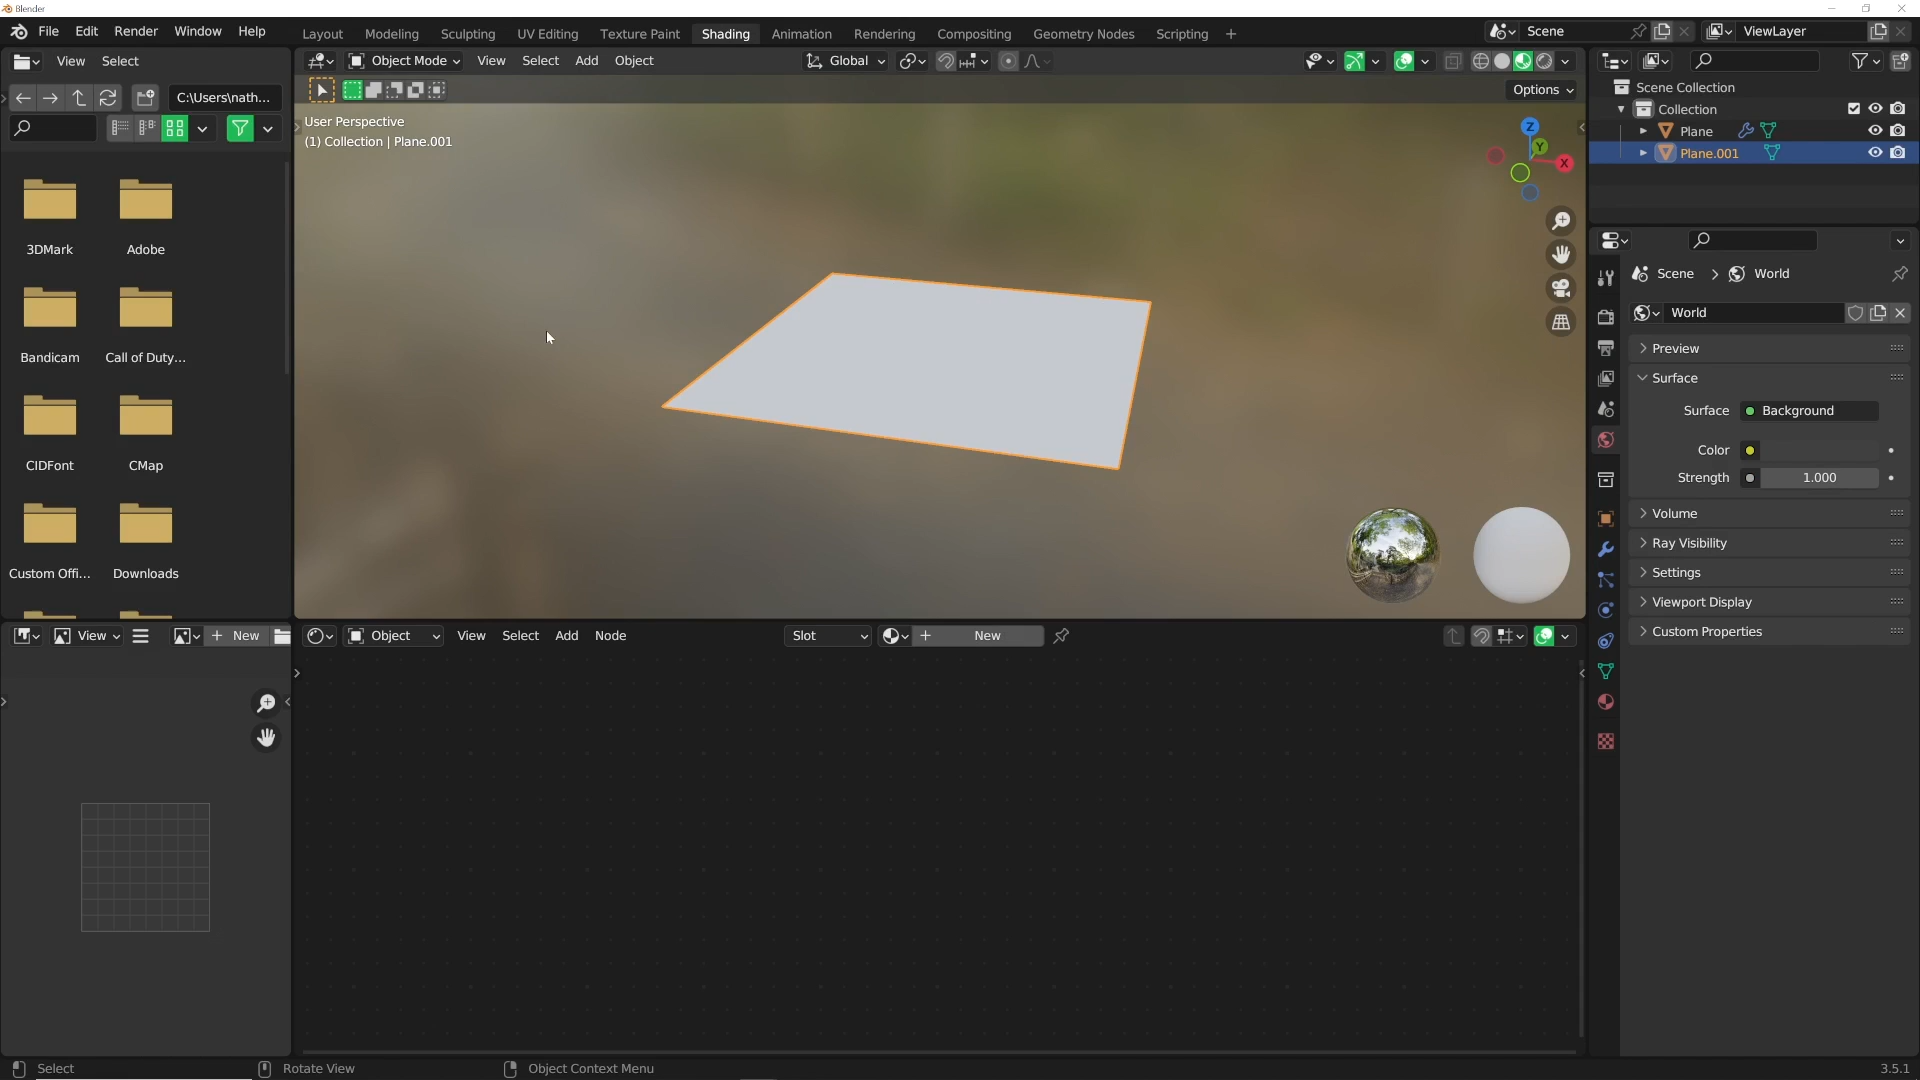 Blender
File Edit Render Window Help
Layout Modeling Sculpting UV Editing Texture Paint Shading Animation Rendering Compositing Geometry Nodes Scripting +
Scene
ViewLayer
View Select
Object Mode View Select Add Object
Global
C:\Users\nath...
Options
User Perspective
(1) Collection | Plane.001
Z
Y
X
3DMark Adobe
Bandicam Call of Duty...
CIDFont CMap
Custom Offi... Downloads
Scene Collection
Collection
Plane
Plane.001
Scene > World
World
Preview
Surface
Surface Background
Color
Strength 1.000
Volume
Ray Visibility
Settings
Viewport Display
Custom Properties
View + New
Object View Select Add Node
Slot
+ New
Select Rotate View Object Context Menu
3.5.1